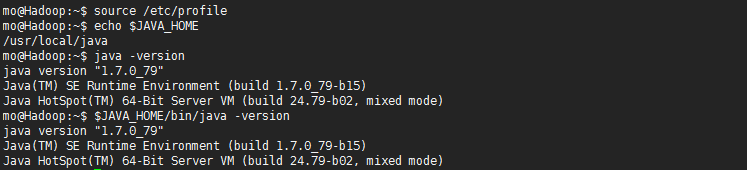 mo@Hadoop:~$ source /etc/profile
mo@Hadoop:~$ echo $JAVA_HOME
/usr/local/java
mo@Hadoop:~$ java -version
java version "1.7.0_79"
Java(TM) SE Runtime Environment (build 1.7.0_79-b15)
Java HotSpot(TM) 64-Bit Server VM (build 24.79-b02, mixed mode)
mo@Hadoop:~$ $JAVA_HOME/bin/java -version
java version "1.7.0_79"
Java(TM) SE Runtime Environment (build 1.7.0_79-b15)
Java HotSpot(TM) 64-Bit Server VM (build 24.79-b02, mixed mode)